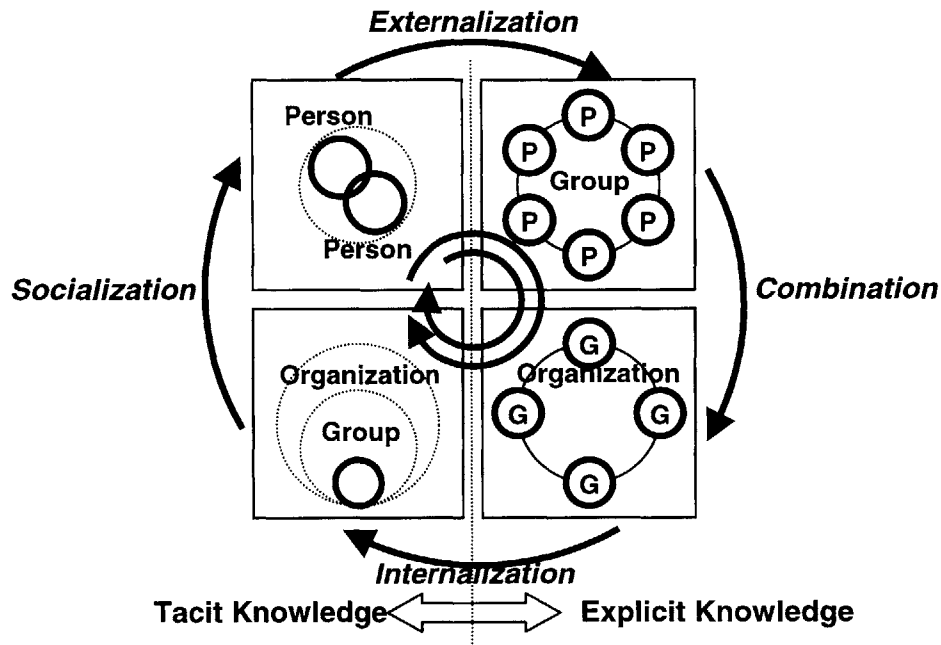 Externalization
Person
Person
P
P
P
Group
P
P
P
Socialization
Combination
Organization
Group
G
Organization
G
G
G
Internalization
Tacit Knowledge
Explicit Knowledge